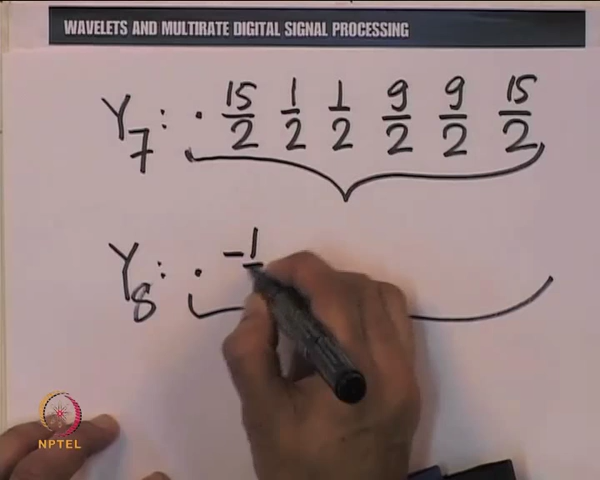 WAVELETS AND MULTIRATE DIGITAL SIGNAL PROCESSING
Y7: . 15/2 1/2 1/2 9/2 9/2 15/2
Y8: . -1
NPTEL